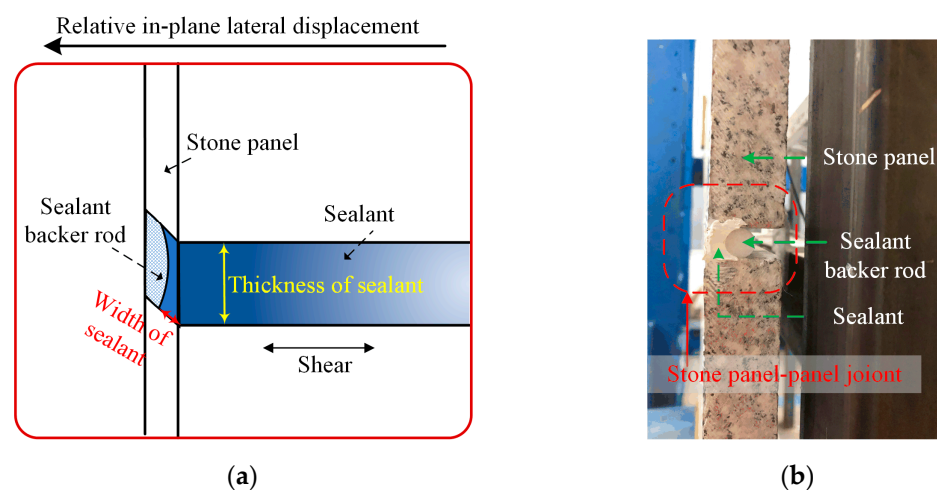 Relative in-plane lateral displacement
Stone panel
Sealant
backer rod
Sealant
Thickness of sealant
Width of
sealant
Shear
(a)
Stone panel
Sealant
backer rod
Sealant
Stone panel-panel joiont
(b)